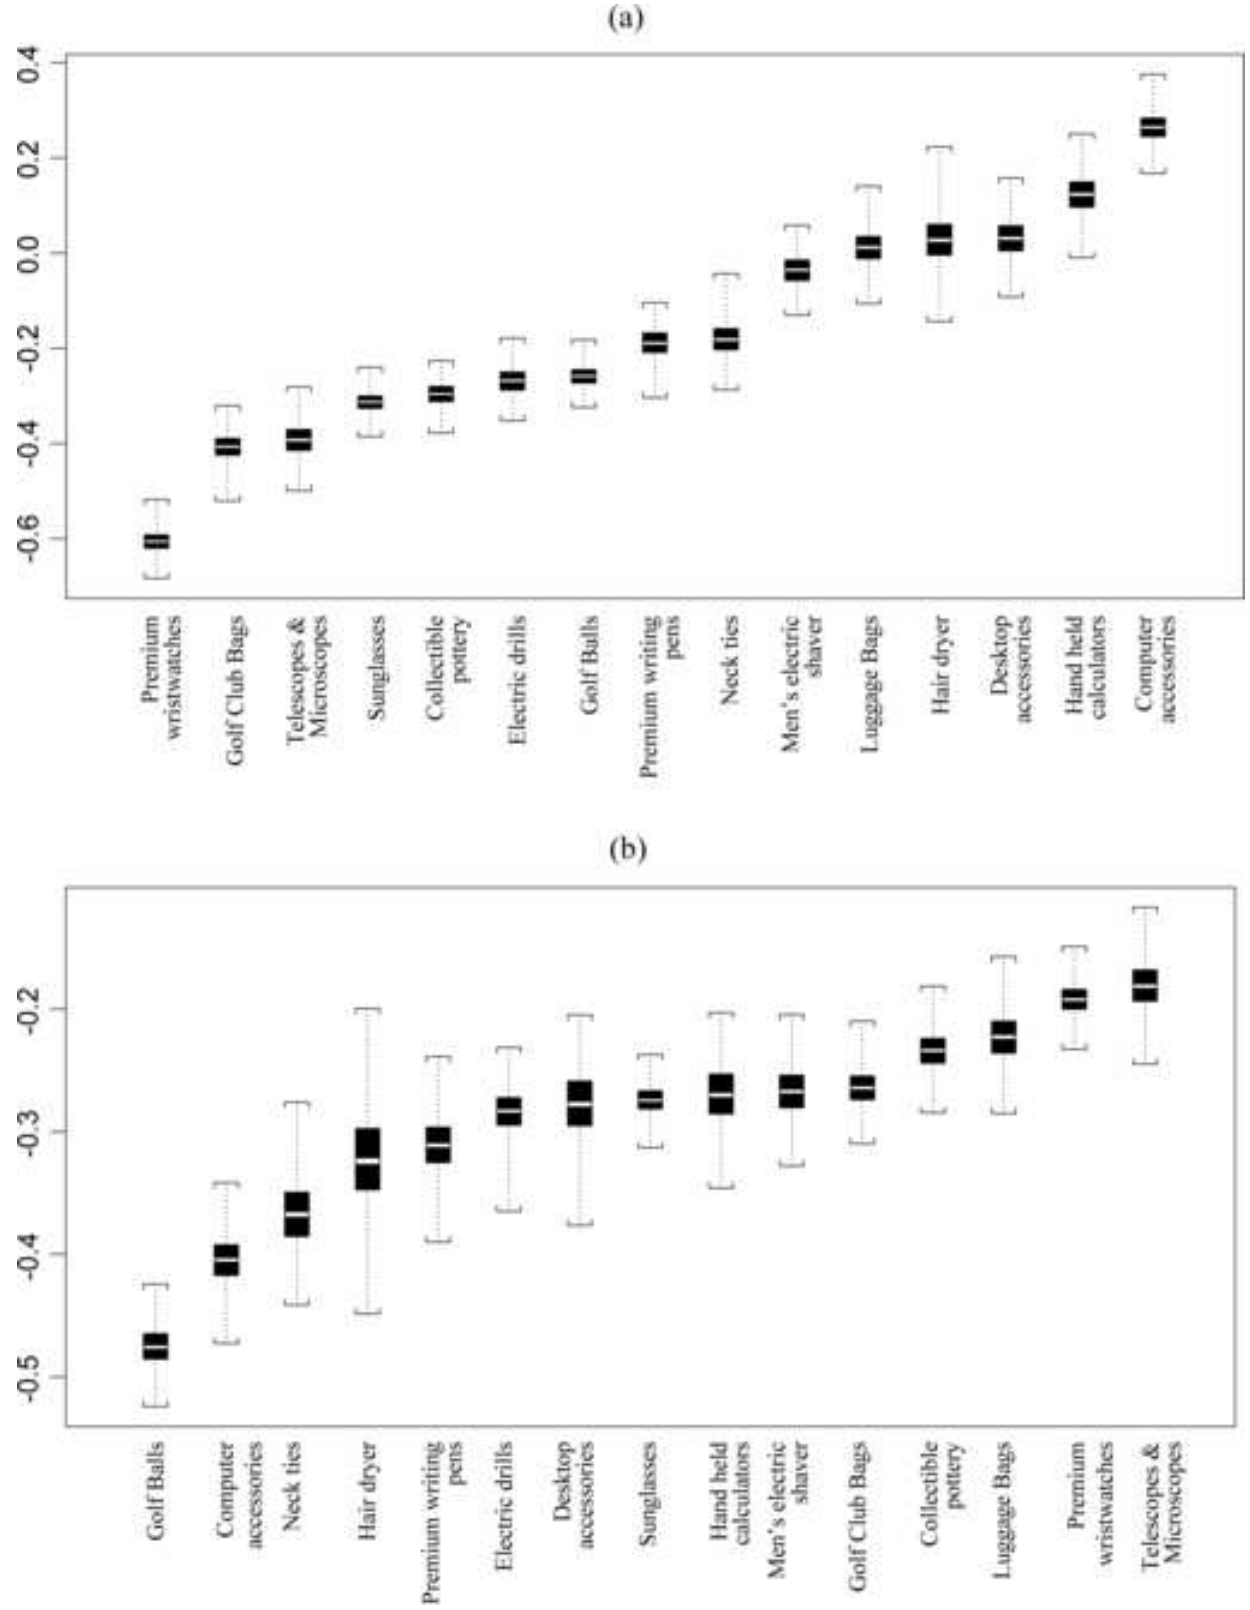 (a)
0.4
0.2
0.0
-0.2
-0.4
-0.6
Premium
wristwatches
Golf Club Bags
Telescopes &
Microscopes
Sunglasses
Collectible
pottery
Electric drills
Golf Balls
Premium writing
pens
Neck ties
Men's electric
shaver
Luggage Bags
Hair dryer
Desktop
accessories
Hand held
calculators
Computer
accessories
(b)
-0.2
-0.3
-0.4
-0.5
Golf Balls
Computer
accessories
Neck ties
Hair dryer
Premium writing
pens
Electric drills
Desktop
accessories
Sunglasses
Hand held
calculators
Men's electric
shaver
Golf Club Bags
Collectible
pottery
Luggage Bags
Premium
wristwatches
Telescopes &
Microscopes